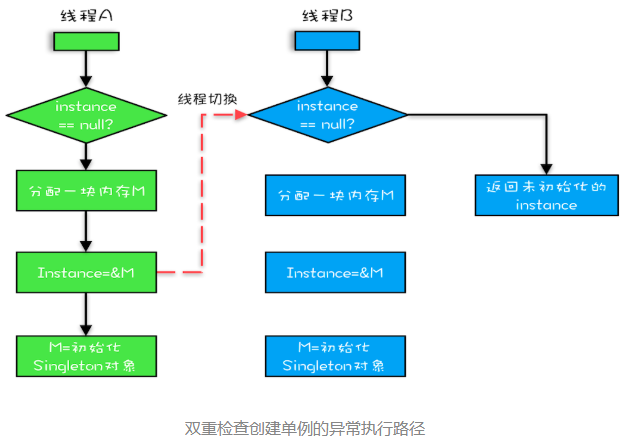 线程A
线程B
instance
== null?
线程切换
instance
== null?
分配一块内存M
分配一块内存M
返回未初始化的
instance
Instance=&M
Instance=&M
M=初始化
Singleton对象
M=初始化
Singleton对象
双重检查创建单例的异常执行路径